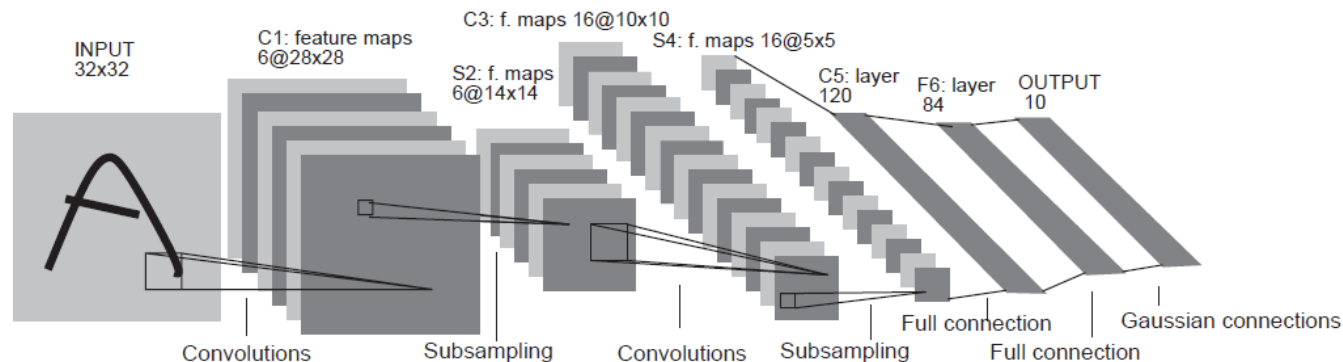 INPUT
32x32
C1: feature maps
6@28x28
S2: f. maps
6@14x14
C3: f. maps 16@10x10
S4: f. maps 16@5x5
C5: layer
120
F6: layer
84
OUTPUT
10
Convolutions
Subsampling
Convolutions
Subsampling
Full connection
Full connection
Gaussian connections